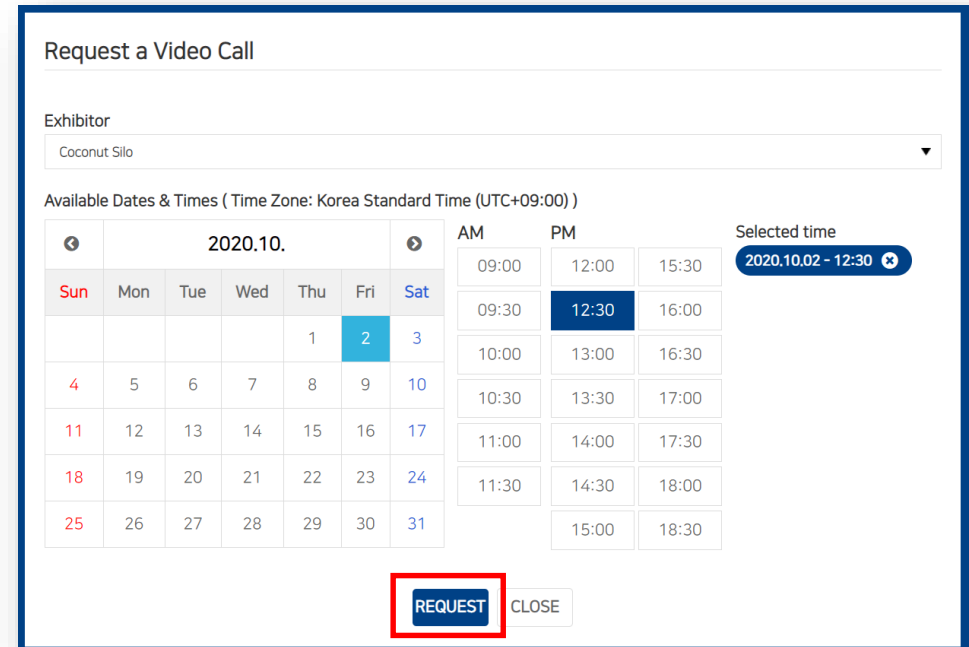 Request a Video Call
Exhibitor
Coconut Silo
Available Dates & Times ( Time Zone: Korea Standard Time (UTC+09:00) )
2020.10.
Sun Mon Tue Wed Thu Fri Sat
1 2 3
4 5 6 7 8 9 10
11 12 13 14 15 16 17
18 19 20 21 22 23 24
25 26 27 28 29 30 31
AM PM
09:00 12:00 15:30
09:30 12:30 16:00
10:00 13:00 16:30
10:30 13:30 17:00
11:00 14:00 17:30
11:30 14:30 18:00
15:00 18:30
Selected time
2020.10.02 - 12:30
REQUEST CLOSE